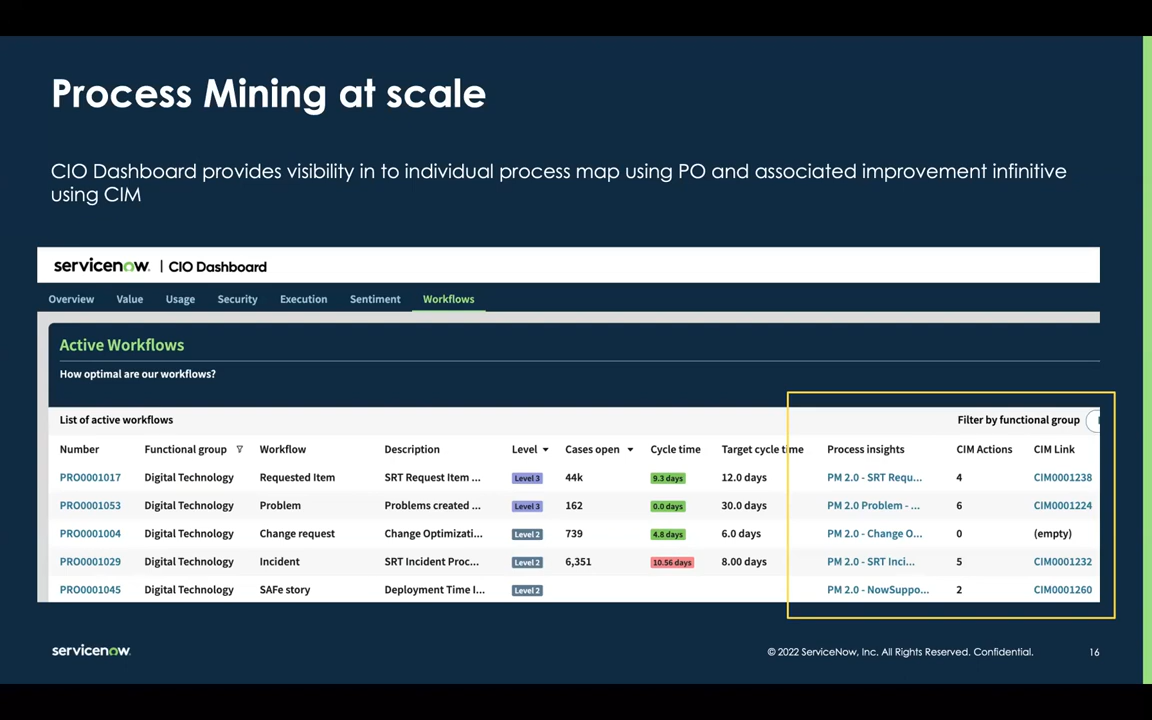 Process Mining at scale
CIO Dashboard provides visibility in to individual process map using PO and associated improvement infinitive
using CIM
servicenow | CIO Dashboard
Overview Value Usage Security Execution Sentiment Workflows
Active Workflows
How optimal are our workflows?
List of active workflows Filter by functional group
Number Functional group Workflow Description Level Cases open Cycle time Target cycle time Process insights CIM Actions CIM Link
PRO0001017 Digital Technology Requested Item SRT Request Item ... Level 3 44k 9.3 days 12.0 days PM 2.0 - SRT Requ... 4 CIM0001238
PRO0001053 Digital Technology Problem Problems created ... Level 3 162 0.0 days 30.0 days PM 2.0 Problem - ... 6 CIM0001224
PRO0001004 Digital Technology Change request Change Optimizati... Level 2 739 4.8 days 6.0 days PM 2.0 - Change O... 0 (empty)
PRO0001029 Digital Technology Incident SRT Incident Proc... Level 2 6,351 10.56 days 8.00 days PM 2.0 - SRT Inci... 5 CIM0001232
PRO0001045 Digital Technology SAFe story Deployment Time I... Level 2 PM 2.0 - NowSuppo... 2 CIM0001260
servicenow © 2022 ServiceNow, Inc. All Rights Reserved. Confidential. 16